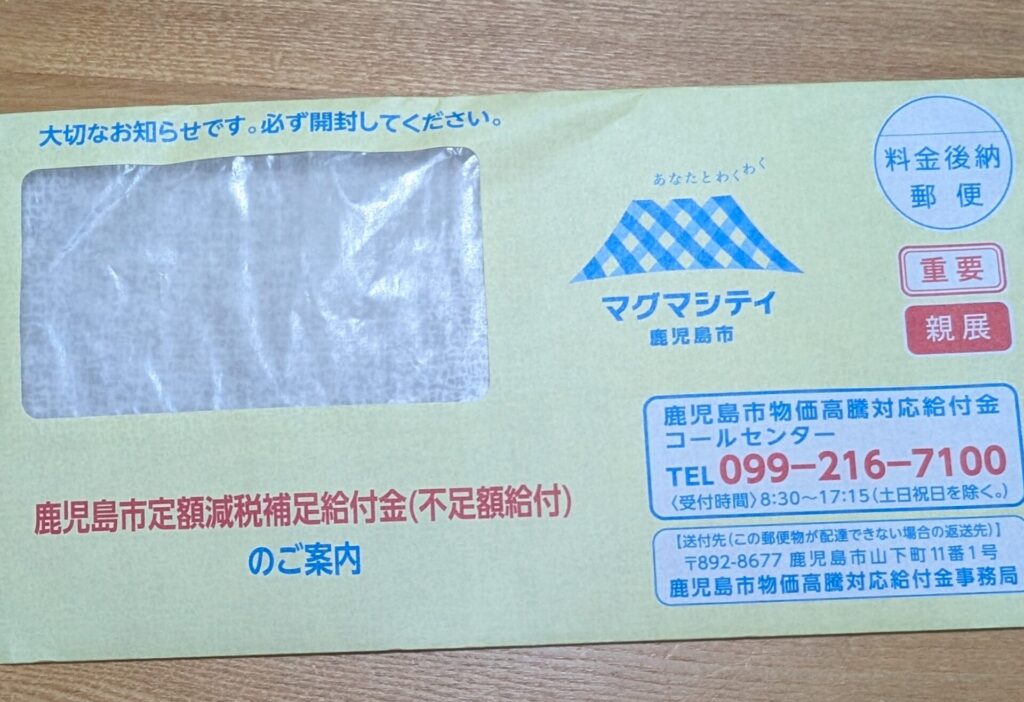 大切なお知らせです。必ず開封してください。
あなたとわくわく
マグマシティ
鹿児島市
料金後納
郵便
重要
親展
鹿児島市物価高騰対応給付金
コールセンター
TEL 099-216-7100
〈受付時間〉8:30~17:15(土日祝日を除く。)
【送付先(この郵便物が配達できない場合の返送先)】
〒892-8677 鹿児島市山下町11番1号
鹿児島市物価高騰対応給付金事務局
鹿児島市定額減税補足給付金(不足額給付)
のご案内